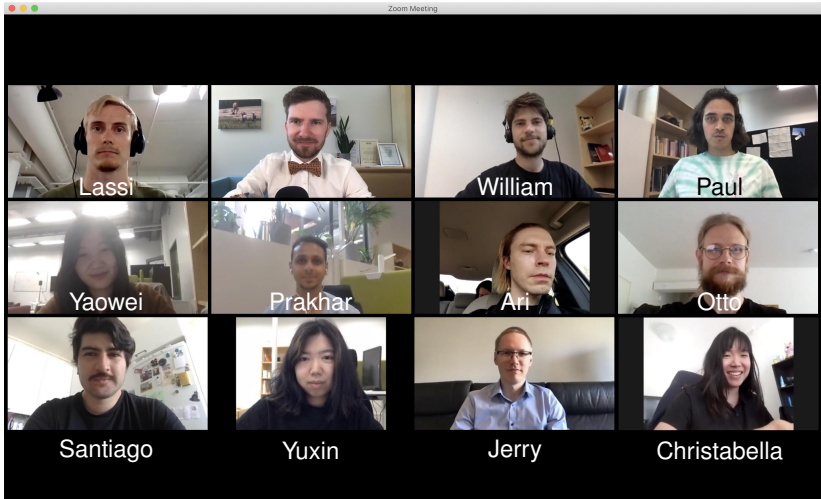 Zoom Meeting
Lassi
William
Paul
Yaowei
Prakhar
Ari
Otto
Santiago
Yuxin
Jerry
Christabella